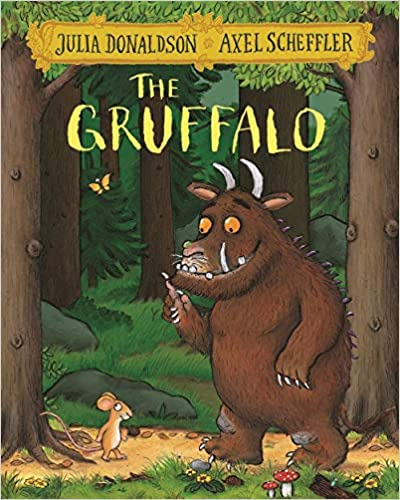 JULIA DONALDSON AXEL SCHEFFLER
THE
GRUFFALO